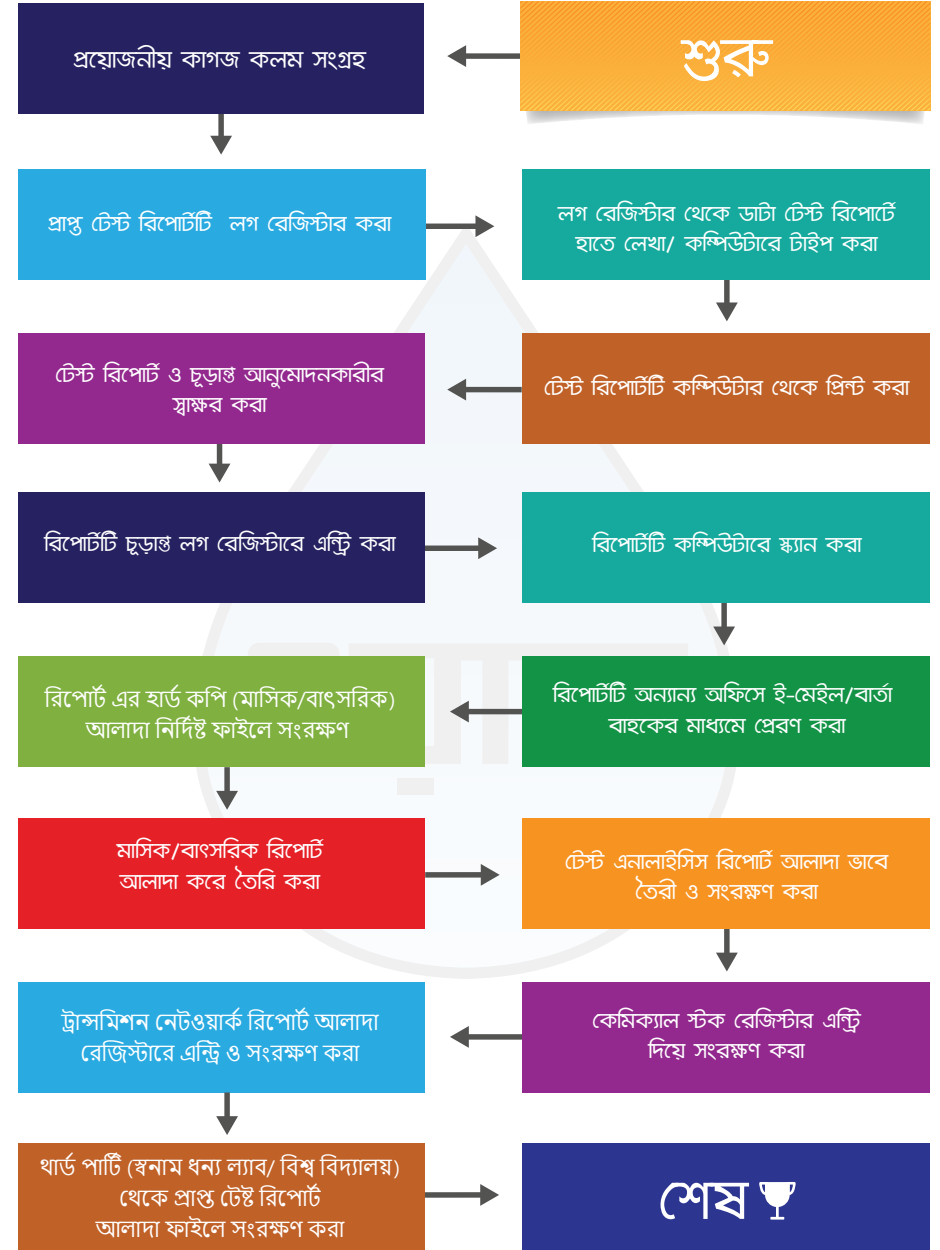 শুরু
প্রয়োজনীয় কাগজ কলম সংগ্রহ
প্রাপ্ত টেস্ট রিপোর্টটি লগ রেজিস্টার করা
লগ রেজিস্টার থেকে ডাটা টেস্ট রিপোর্টে
হাতে লেখা/ কম্পিউটারে টাইপ করা
টেস্ট রিপোর্টটি কম্পিউটার থেকে প্রিন্ট করা
টেস্ট রিপোর্ট ও চূড়ান্ত আনুমোদনকারীর
স্বাক্ষর করা
রিপোর্টটি চূড়ান্ত লগ রেজিস্টারে এন্ট্রি করা
রিপোর্টটি কম্পিউটারে স্ক্যান করা
রিপোর্টটি অন্যান্য অফিসে ই-মেইল/বার্তা
বাহকের মাধ্যমে প্রেরণ করা
রিপোর্ট এর হার্ড কপি (মাসিক/বাৎসরিক)
আলাদা নির্দিষ্ট ফাইলে সংরক্ষণ
মাসিক/বাৎসরিক রিপোর্ট
আলাদা করে তৈরি করা
টেস্ট এনালাইসিস রিপোর্ট আলাদা ভাবে
তৈরী ও সংরক্ষণ করা
কেমিক্যাল স্টক রেজিস্টার এন্ট্রি
দিয়ে সংরক্ষণ করা
ট্রান্সমিশন নেটওয়ার্ক রিপোর্ট আলাদা
রেজিস্টারে এন্ট্রি ও সংরক্ষণ করা
থার্ড পার্টি (স্বনাম ধন্য ল্যাব/ বিশ্ব বিদ্যালয়)
থেকে প্রাপ্ত টেষ্ট রিপোর্ট
আলাদা ফাইলে সংরক্ষণ করা
শেষ